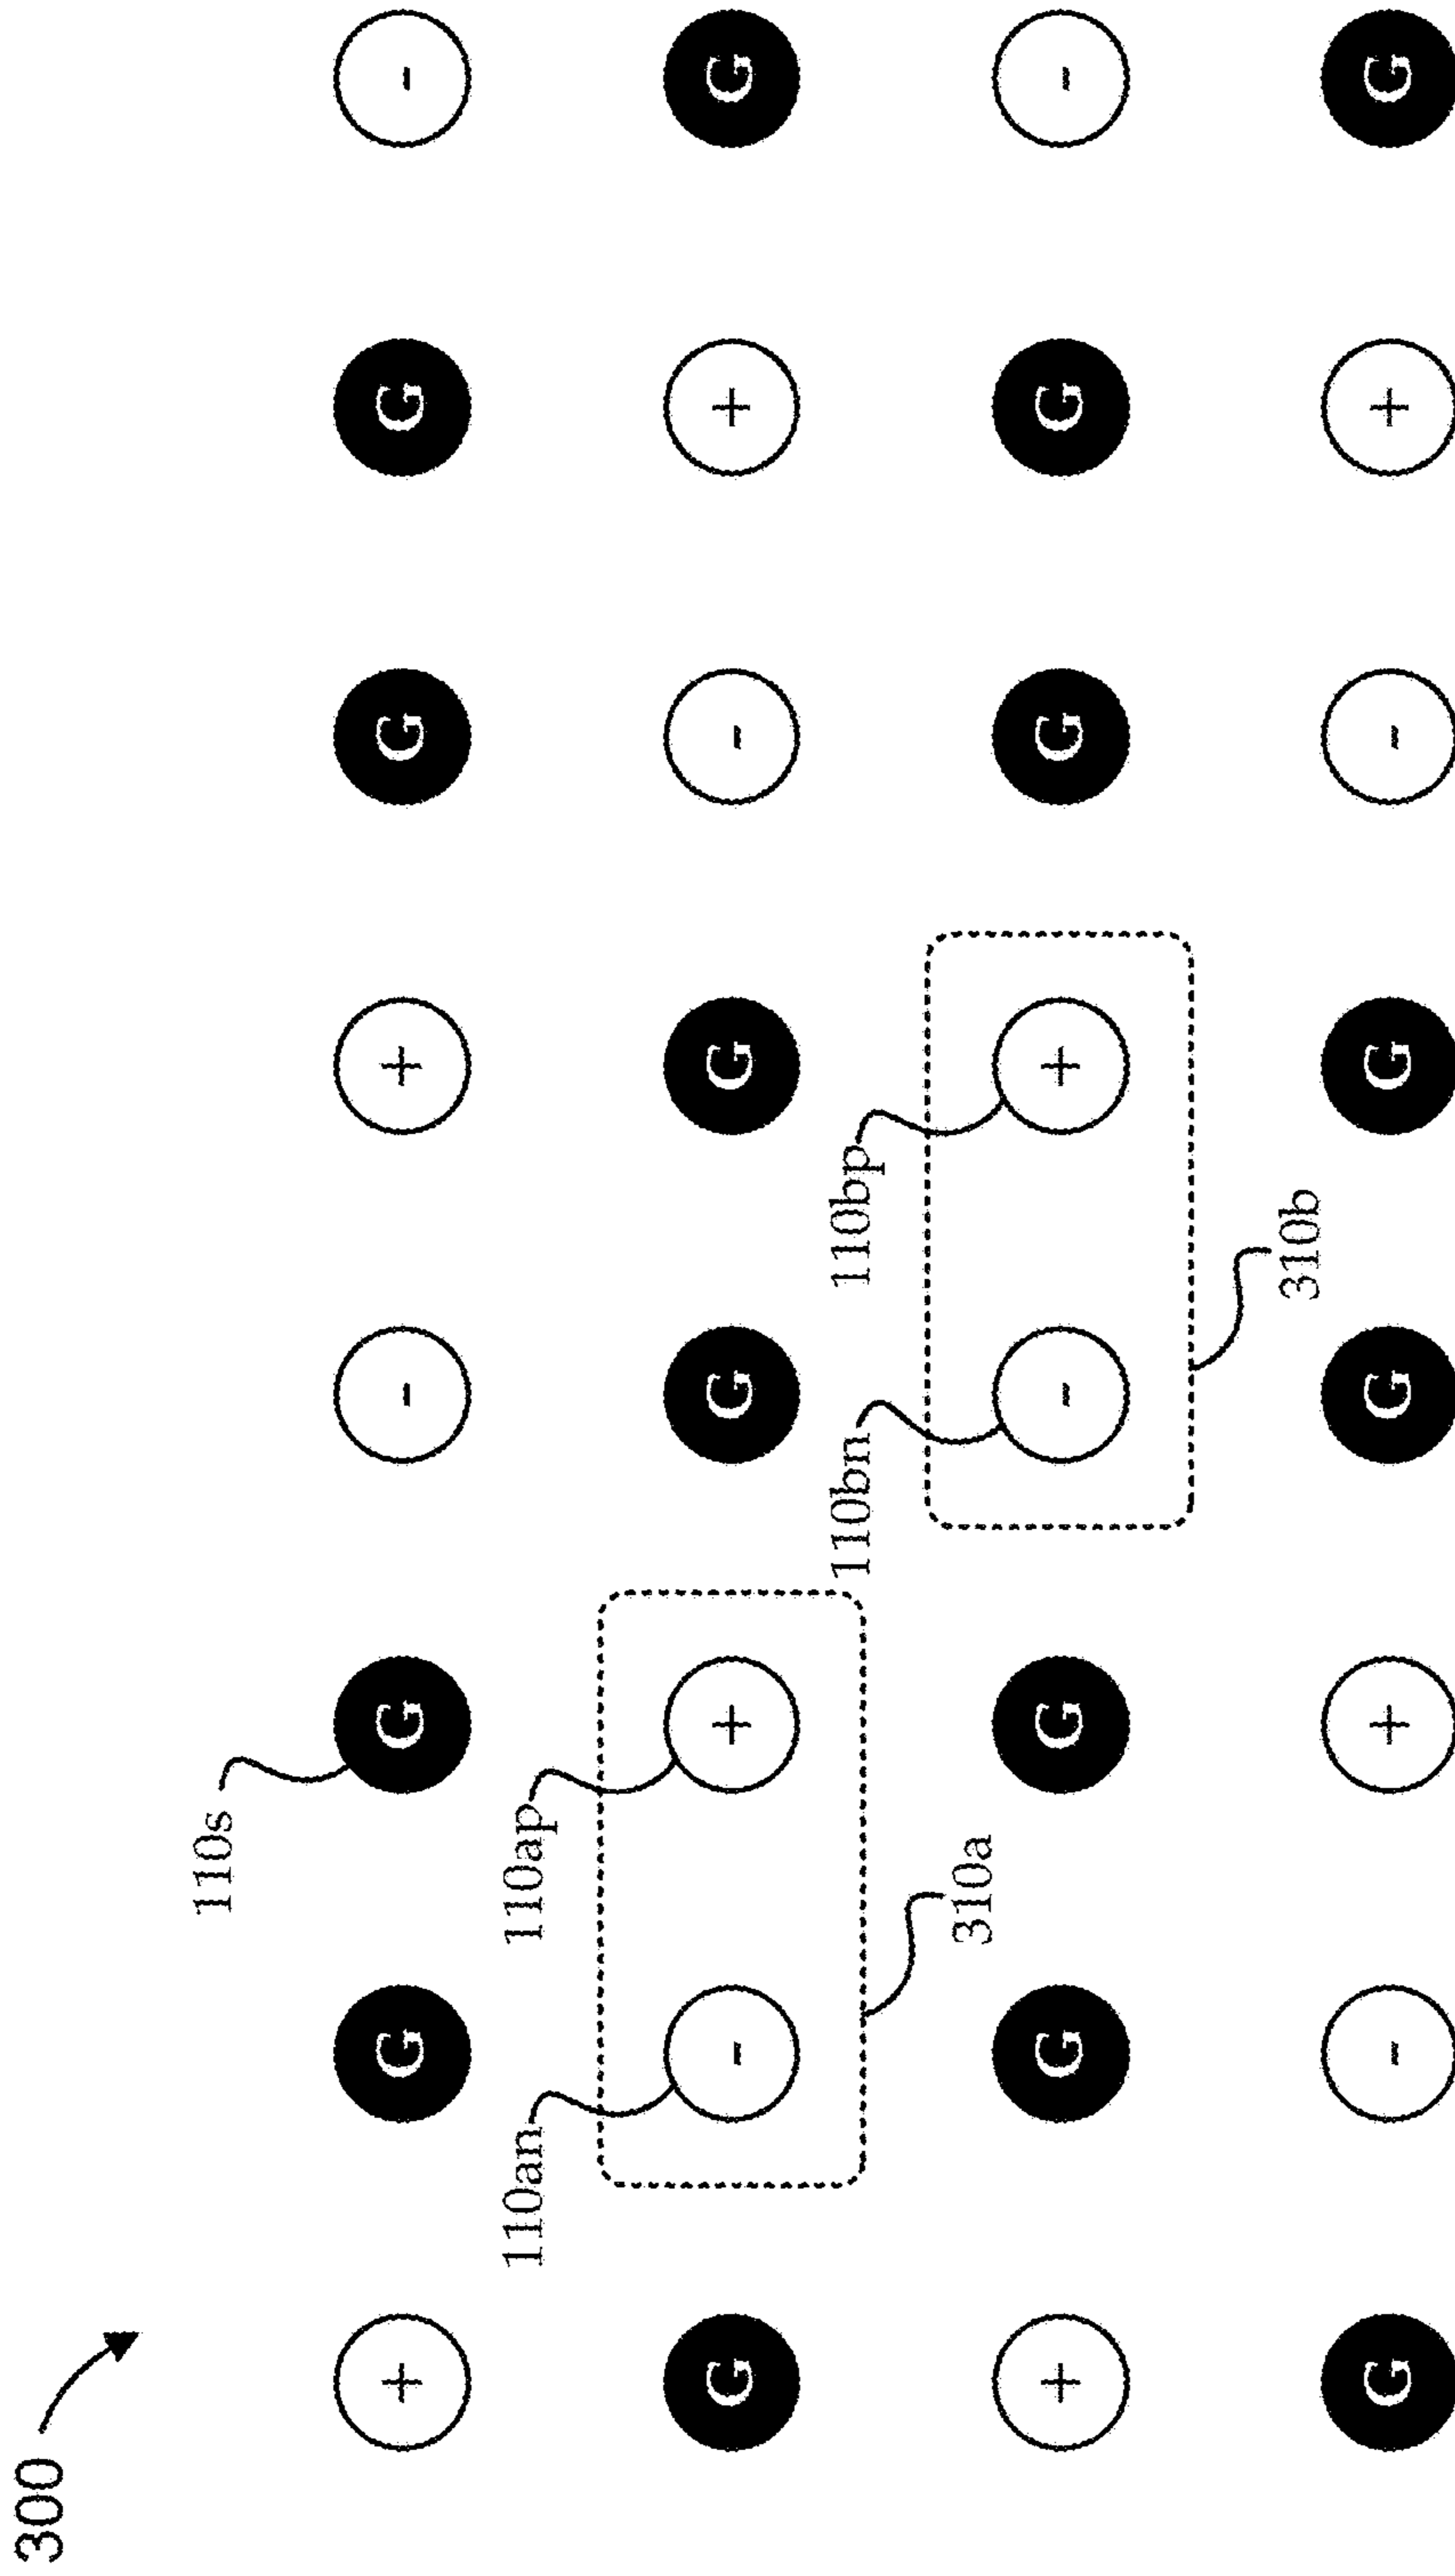 300
110s
+ G G - + G G -
110an 110ap
G - + G G - + G
110bn 110bp
310a
+ G G - + G G -
310b
G - + G G - + G